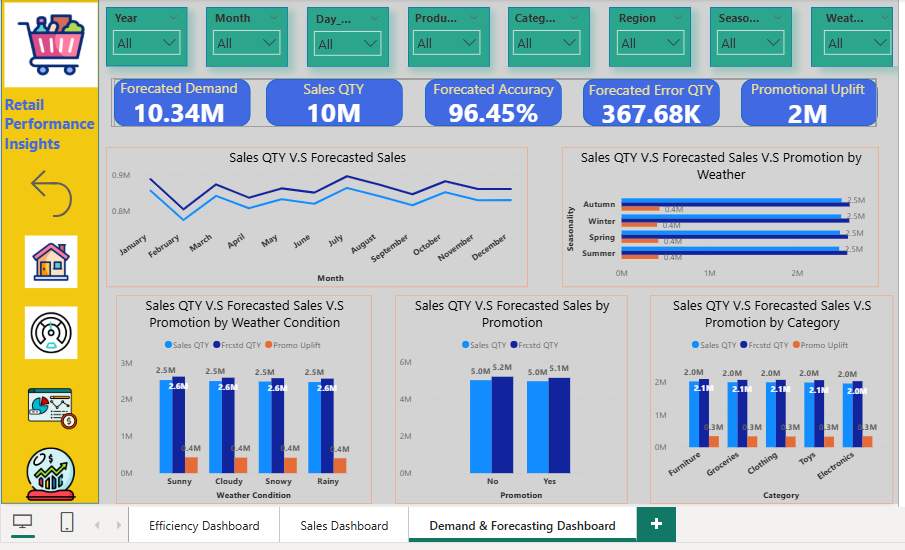 Year
Month
Day_...
Produ...
Categ...
Region
Seaso...
Weat...
All
All
All
All
All
All
All
All
Retail
Performance
Insights
Forecated Demand
10.34M
Sales QTY
10M
Forecated Accuracy
96.45%
Forecated Error QTY
367.68K
Promotional Uplift
2M
Sales QTY V.S Forecasted Sales
0.9M
0.8M
January
February
March
April
May
June
July
August
September
October
November
December
Month
Sales QTY V.S Forecasted Sales V.S Promotion by
Weather
Seasonality
Autumn
2.5M
0.4M
Winter
2.5M
0.4M
Spring
2.5M
0.4M
Summer
2.5M
0.4M
0M
1M
2M
Sales QTY V.S Forecasted Sales V.S
Promotion by Weather Condition
Sales QTY
Frcstd QTY
Promo Uplift
3M
2M
1M
0M
2.5M
2.6M
0.4M
2.5M
2.6M
0.4M
2.5M
2.6M
0.4M
2.5M
2.6M
0.4M
Sunny
Cloudy
Snowy
Rainy
Weather Condition
Sales QTY V.S Forecasted Sales by
Promotion
Sales QTY
Frcstd QTY
6M
4M
2M
0M
5.0M
5.2M
5.0M
5.1M
No
Yes
Promotion
Sales QTY V.S Forecasted Sales V.S
Promotion by Category
Sales QTY
Frcstd QTY
Promo Uplift
2M
1M
0M
2.0M
2.1M
0.3M
2.0M
2.1M
0.3M
2.0M
2.1M
0.3M
2.0M
2.1M
0.3M
2.0M
2.0M
0.3M
Furniture
Groceries
Clothing
Toys
Electronics
Category
Efficiency Dashboard
Sales Dashboard
Demand & Forecasting Dashboard
+